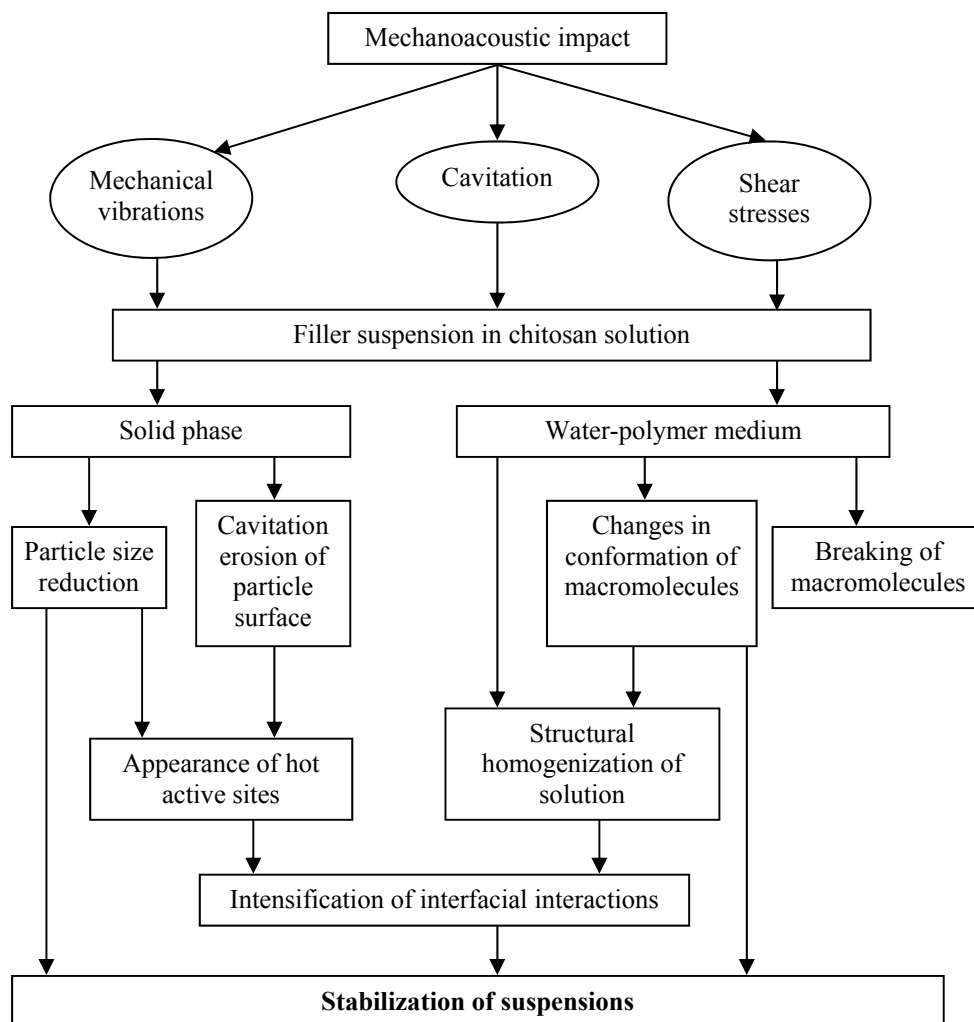 Mechanoacoustic impact
Mechanical
vibrations
Cavitation
Shear
stresses
Filler suspension in chitosan solution
Solid phase
Water-polymer medium
Particle size
reduction
Cavitation
erosion of
particle
surface
Changes in
conformation of
macromolecules
Breaking of
macromolecules
Appearance of hot
active sites
Structural
homogenization of
solution
Intensification of interfacial interactions
Stabilization of suspensions